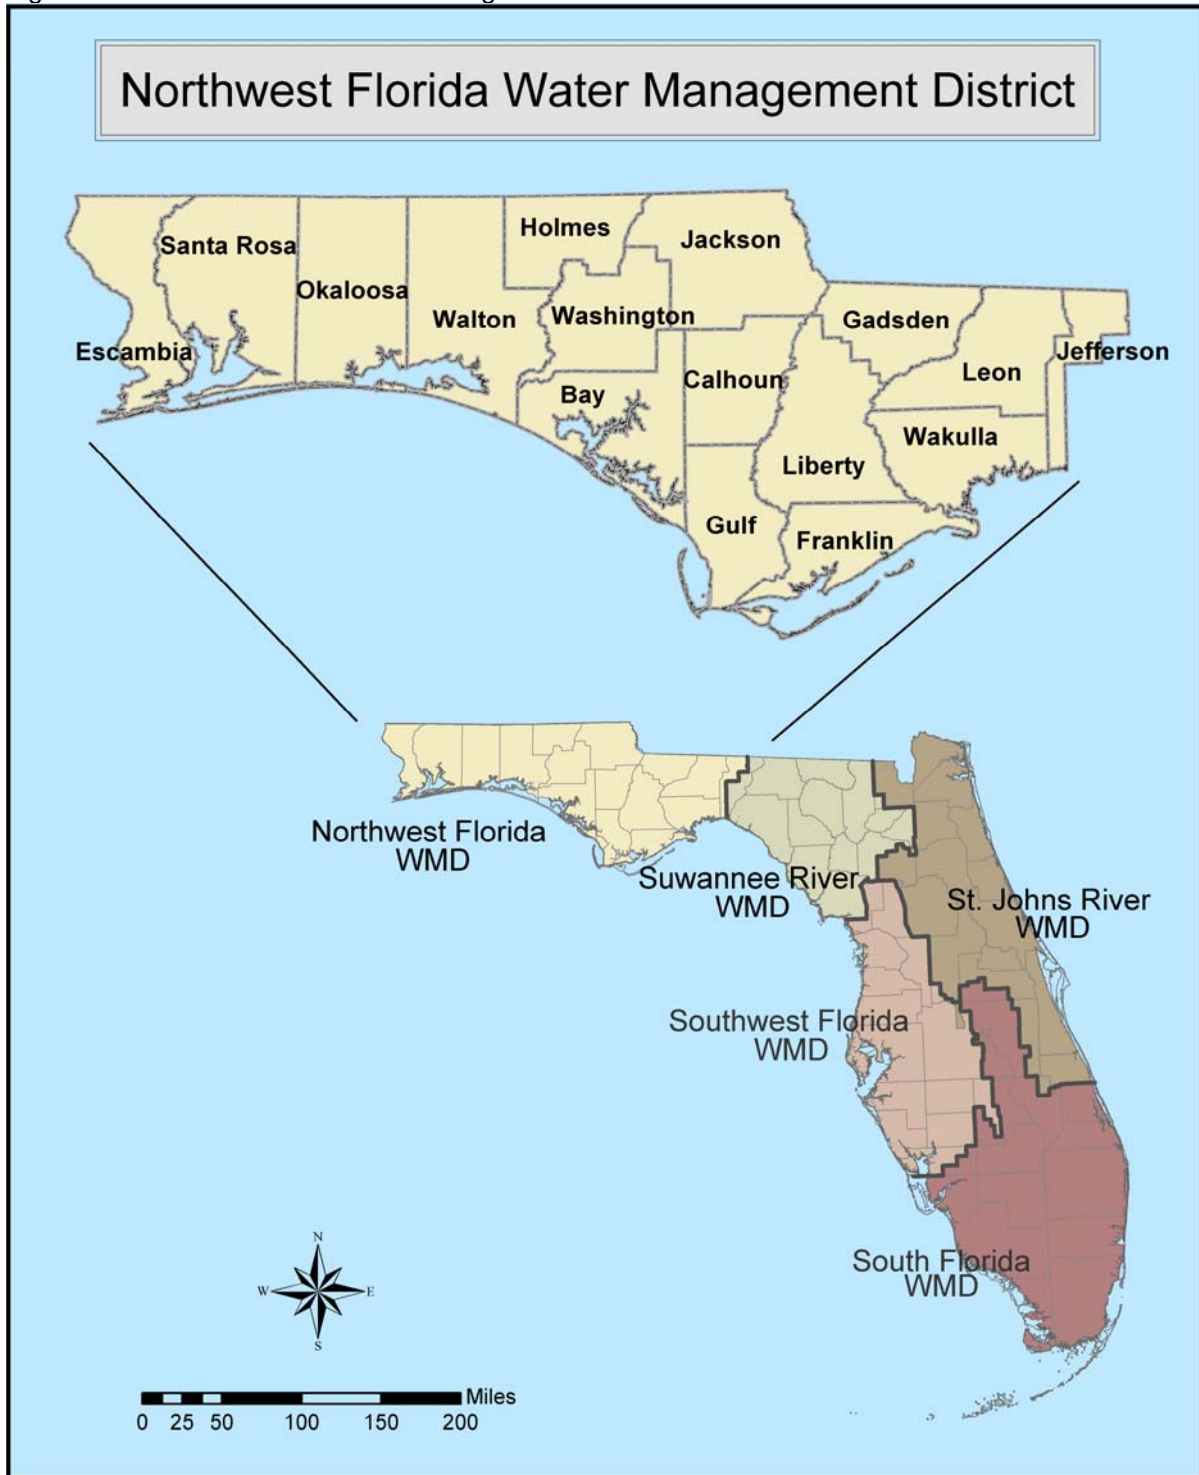 Northwest Florida Water Management District
Holmes
Santa Rosa
Jackson
Okaloosa
Walton
Washington
Gadsden
Escambia
Jefferson
Leon
Calhoun
Bay
Wakulla
Liberty
Gulf
Franklin
Northwest Florida
WMD
Suwannee River
WMD
St. Johns River
WMD
Southwest Florida
WMD
South Florida
WMD
N
W
E
S
Miles
0 25 50 100 150 200